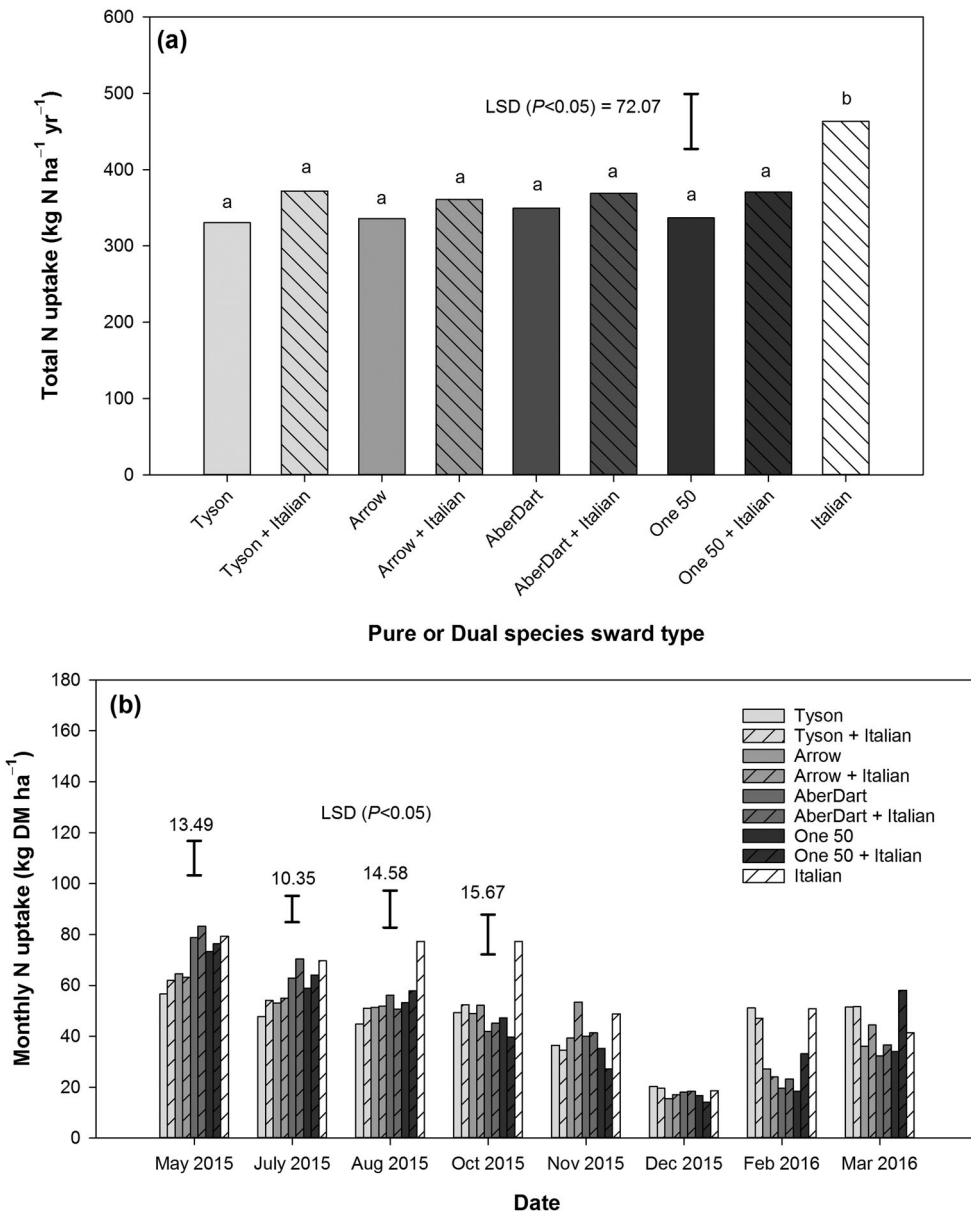 (a)
600
500
400
300
200
100
0
Total N uptake (kg N ha⁻¹ yr⁻¹)
LSD (P<0.05) = 72.07
a
a
a
a
a
a
a
a
b
Tyson
Tyson + Italian
Arrow
Arrow + Italian
AberDart
AberDart + Italian
One 50
One 50 + Italian
Italian
Pure or Dual species sward type
(b)
180
160
140
120
100
80
60
40
20
0
Monthly N uptake (kg DM ha⁻¹)
LSD (P<0.05)
13.49
10.35
14.58
15.67
Tyson
Tyson + Italian
Arrow
Arrow + Italian
AberDart
AberDart + Italian
One 50
One 50 + Italian
Italian
May 2015
July 2015
Aug 2015
Oct 2015
Nov 2015
Dec 2015
Feb 2016
Mar 2016
Date